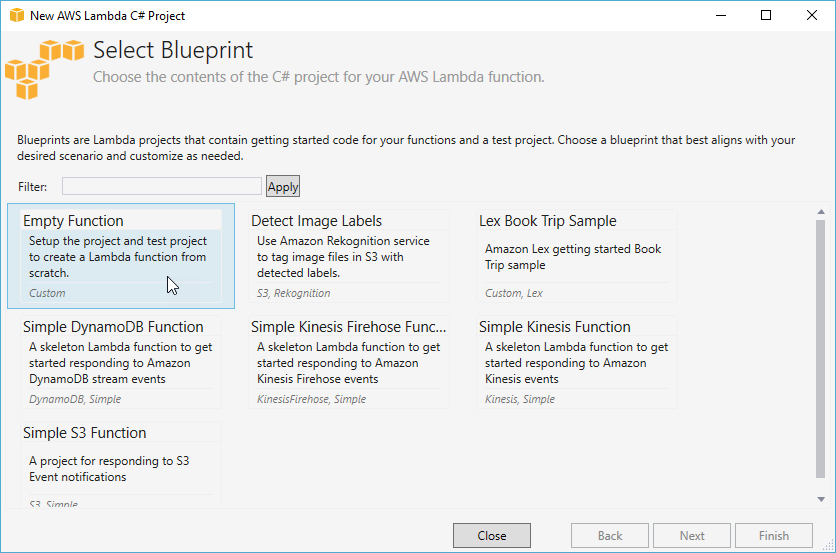 New AWS Lambda C# Project
Select Blueprint
Choose the contents of the C# project for your AWS Lambda function.
Blueprints are Lambda projects that contain getting started code for your functions and a test project. Choose a blueprint that best aligns with your
desired scenario and customize as needed.
Filter:
Apply
Empty Function
Setup the project and test project
to create a Lambda function from
scratch.
Custom
Detect Image Labels
Use Amazon Rekognition service
to tag image files in S3 with
detected labels.
S3, Rekognition
Lex Book Trip Sample
Amazon Lex getting started Book
Trip sample
Custom, Lex
Simple DynamoDB Function
A skeleton Lambda function to get
started responding to Amazon
DynamoDB stream events
DynamoDB, Simple
Simple Kinesis Firehose Func...
A skeleton Lambda function to get
started responding to Amazon
Kinesis Firehose events
KinesisFirehose, Simple
Simple Kinesis Function
A skeleton Lambda function to get
started responding to Amazon
Kinesis events
Kinesis, Simple
Simple S3 Function
A project for responding to S3
Event notifications
S3, Simple
Close
Back
Next
Finish